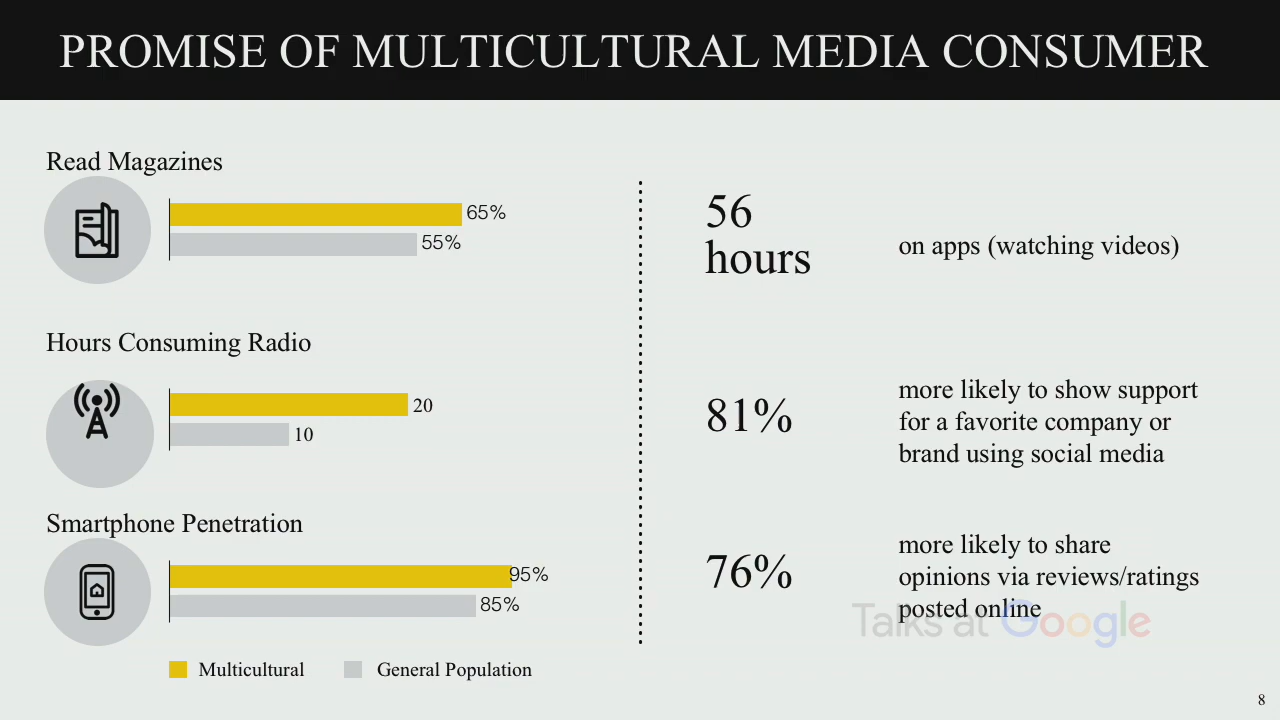 PROMISE OF MULTICULTURAL MEDIA CONSUMER
Read Magazines
65%
55%
Hours Consuming Radio
20
10
Smartphone Penetration
95%
85%
Multicultural
General Population
56
hours
on apps (watching videos)
81%
more likely to show support
for a favorite company or
brand using social media
76%
more likely to share
opinions via reviews/ratings
posted online
Talks at Google
8